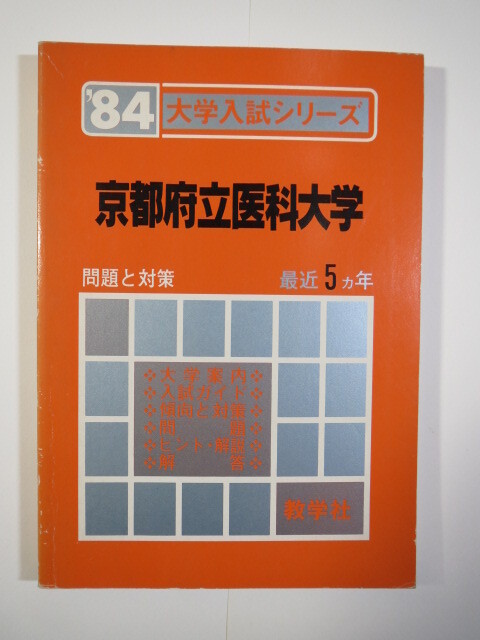 '84 大学入試シリーズ
京都府立医科大学
問題と対策 最近5ヵ年
❖大学案内❖
❖入試ガイド❖
❖傾向と対策❖
❖問題❖
❖ヒント・解説❖
❖解答❖
教学社